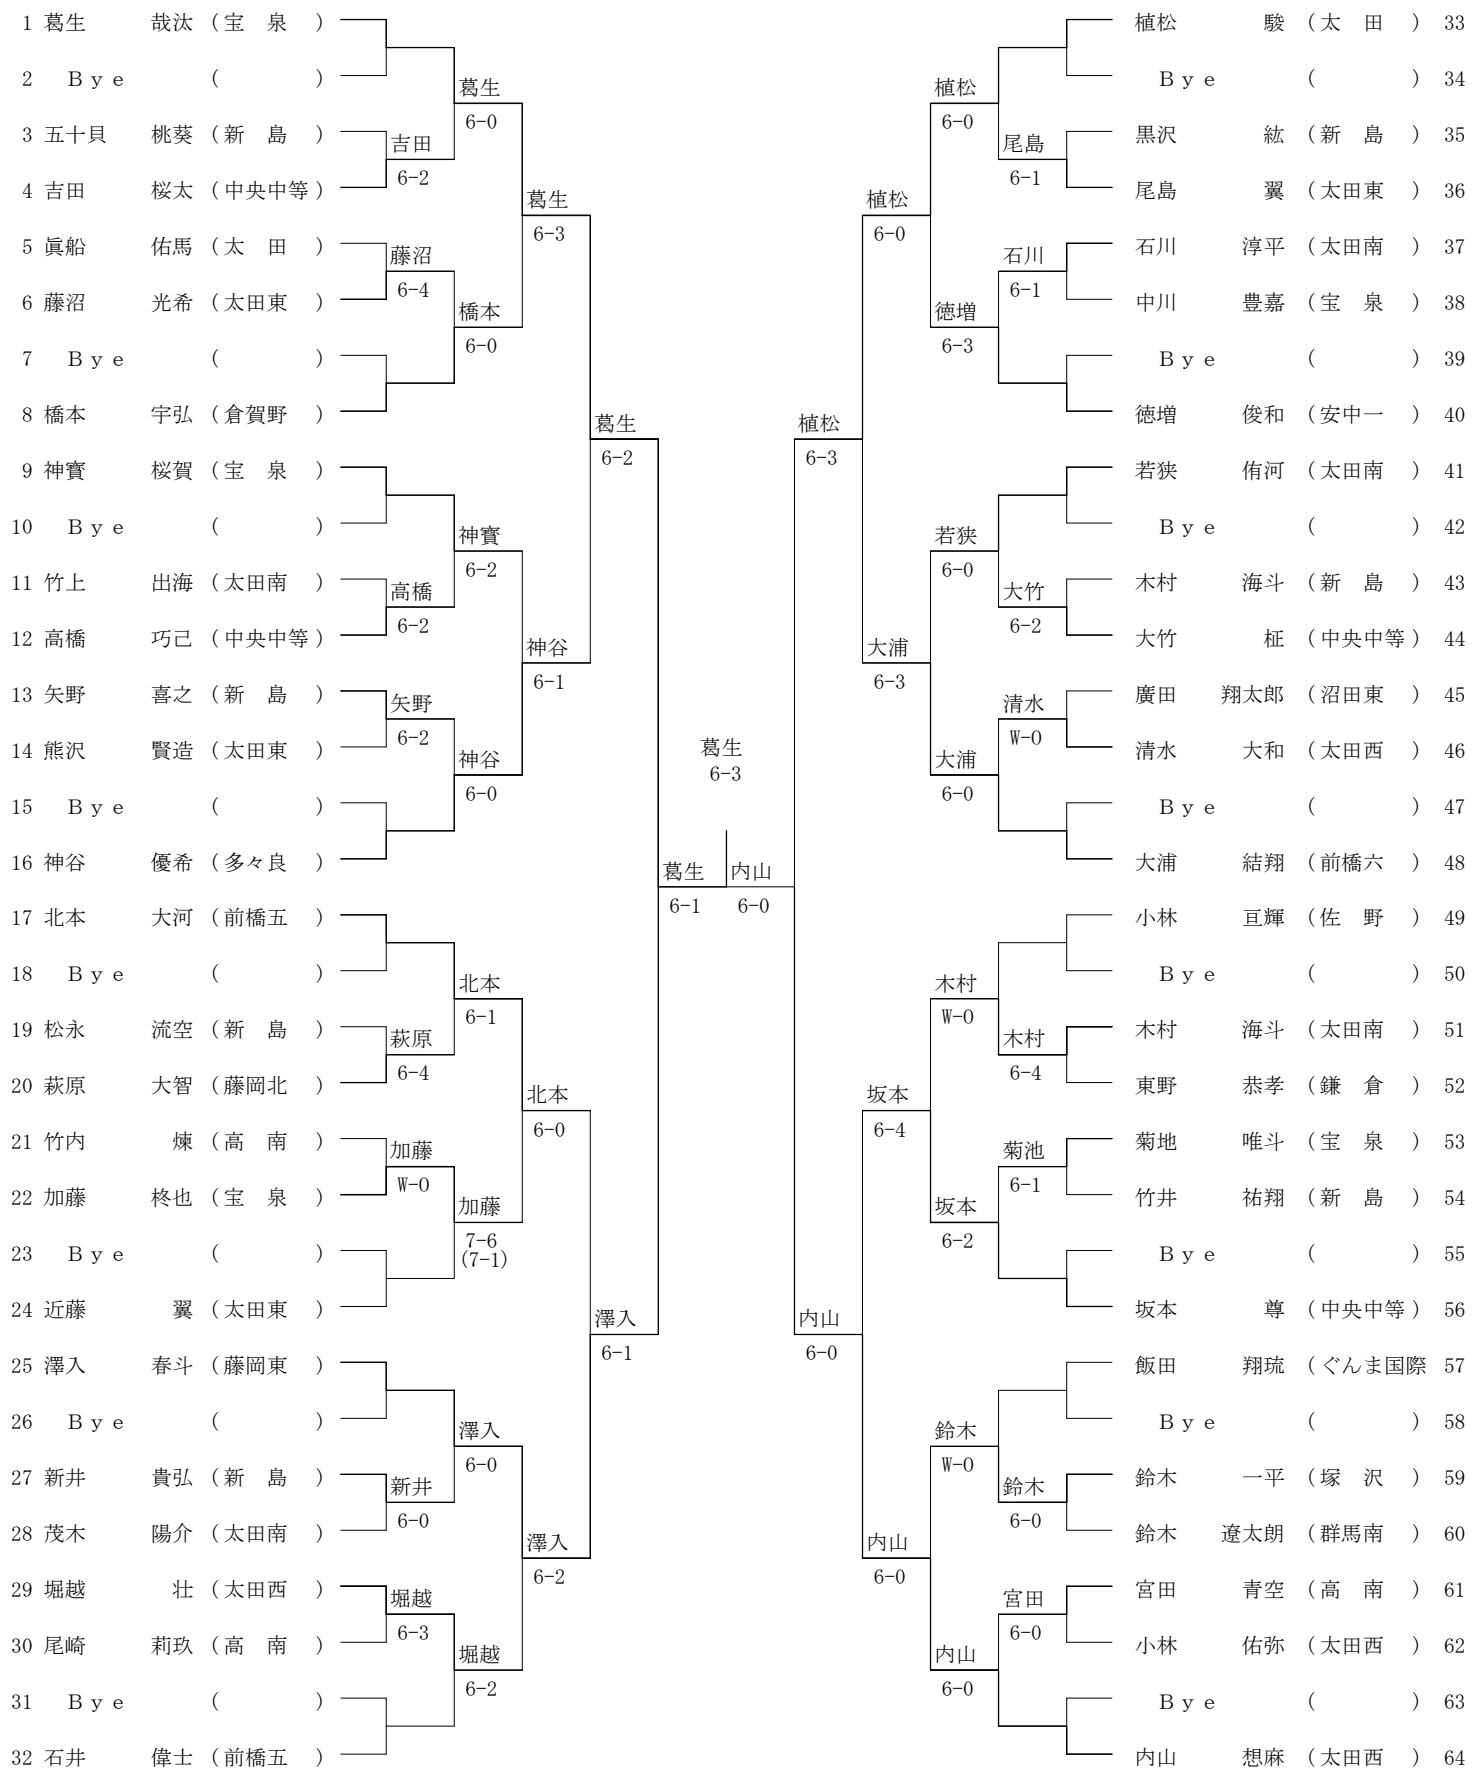 1 葛生 哲汰 (宝 泉 )
2 Bye ( )
3 五十貝 桃葵 (新 島 )
4 吉田 桜太 (中央中等)
5 眞船 佑馬 (太 田 )
6 藤沼 光希 (太田東 )
7 Bye ( )
8 橋本 宇弘 (倉賀野 )
9 神寳 桜賀 (宝 泉 )
10 Bye ( )
11 竹上 出海 (太田南 )
12 高橋 巧己 (中央中等)
13 矢野 喜之 (新 島 )
14 熊沢 賢造 (太田東 )
15 Bye ( )
16 神谷 優希 (多々良 )
17 北本 大河 (前橋五 )
18 Bye ( )
19 松永 流空 (新 島 )
20 萩原 大智 (藤岡北 )
21 竹内 煉 (高 南 )
22 加藤 柊也 (宝 泉 )
23 Bye ( )
24 近藤 翼 (太田東 )
25 澤入 春斗 (藤岡東 )
26 Bye ( )
27 新井 貴弘 (新 島 )
28 茂木 陽介 (太田南 )
29 堀越 壮 (太田西 )
30 尾崎 莉玖 (高 南 )
31 Bye ( )
32 石井 偉士 (前橋五 )
吉田
6-2
藤沼
6-4
高橋
6-2
矢野
6-2
萩原
6-4
加藤
W-O
新井
6-0
堀越
6-3
葛生
6-0
橋本
6-0
神寳
6-2
神谷
6-0
北本
6-1
加藤
7-6
(7-1)
澤入
6-0
堀越
6-2
葛生
6-3
神谷
6-1
北本
6-0
澤入
6-2
葛生
6-2
澤入
6-1
葛生
6-1
葛生
6-3
内山
6-0
植松
6-3
内山
6-0
植松
6-0
大浦
6-3
坂本
6-4
内山
6-0
植松
6-0
徳増
6-3
若狭
6-0
大浦
6-0
木村
W-O
坂本
6-2
鈴木
W-O
内山
6-0
尾島
6-1
石川
6-1
大竹
6-2
清水
W-O
木村
6-4
菊池
6-1
鈴木
6-0
宮田
6-0
植松 駿 (太 田 ) 33
Bye ( ) 34
黒沢 紘 (新 島 ) 35
尾島 翼 (太田東 ) 36
石川 淳平 (太田南 ) 37
中川 豊嘉 (宝 泉 ) 38
Bye ( ) 39
徳増 俊和 (安中一 ) 40
若狭 侑河 (太田南 ) 41
Bye ( ) 42
木村 海斗 (新 島 ) 43
大竹 柾 (中央中等) 44
廣田 翔太郎 (沼田東 ) 45
清水 大和 (太田西 ) 46
Bye ( ) 47
大浦 結翔 (前橋六 ) 48
小林 亘輝 (佐 野 ) 49
Bye ( ) 50
木村 海斗 (太田南 ) 51
東野 恭孝 (鎌 倉 ) 52
菊地 唯斗 (宝 泉 ) 53
竹井 祐翔 (新 島 ) 54
Bye ( ) 55
坂本 尊 (中央中等) 56
飯田 翔琉 (ぐんま国際 57
Bye ( ) 58
鈴木 一平 (塚 沢 ) 59
鈴木 遼太朗 (群馬南 ) 60
宮田 青空 (高 南 ) 61
小林 佑弥 (太田西 ) 62
Bye ( ) 63
内山 想麻 (太田西 ) 64